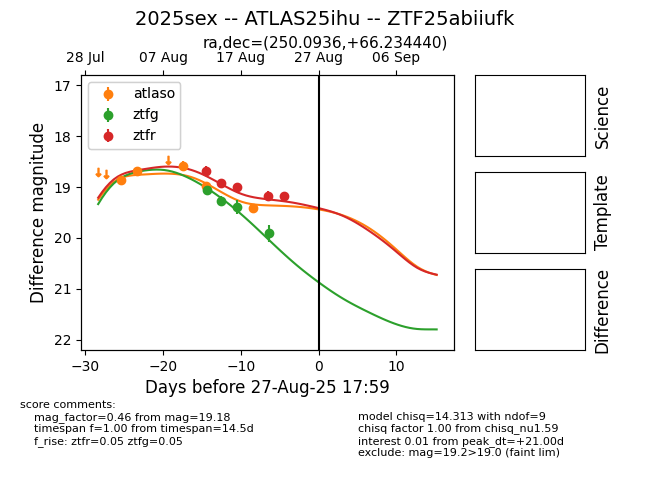 2025sex -- ATLAS25ihu -- ZTF25abiiufk
ra,dec=(250.0936,+66.234440)
28 Jul 07 Aug 17 Aug 27 Aug 06 Sep
atlaso
ztfg
ztfr
17
18
19
20
21
22
Difference magnitude
−30 −20 −10 0 10
Days before 27-Aug-25 17:59
Science
Template
Difference
score comments:
mag_factor=0.46 from mag=19.18
timespan f=1.00 from timespan=14.5d
f_rise: ztfr=0.05 ztfg=0.05
model chisq=14.313 with ndof=9
chisq factor 1.00 from chisq_nu1.59
interest 0.01 from peak_dt=+21.00d
exclude: mag=19.2>19.0 (faint lim)